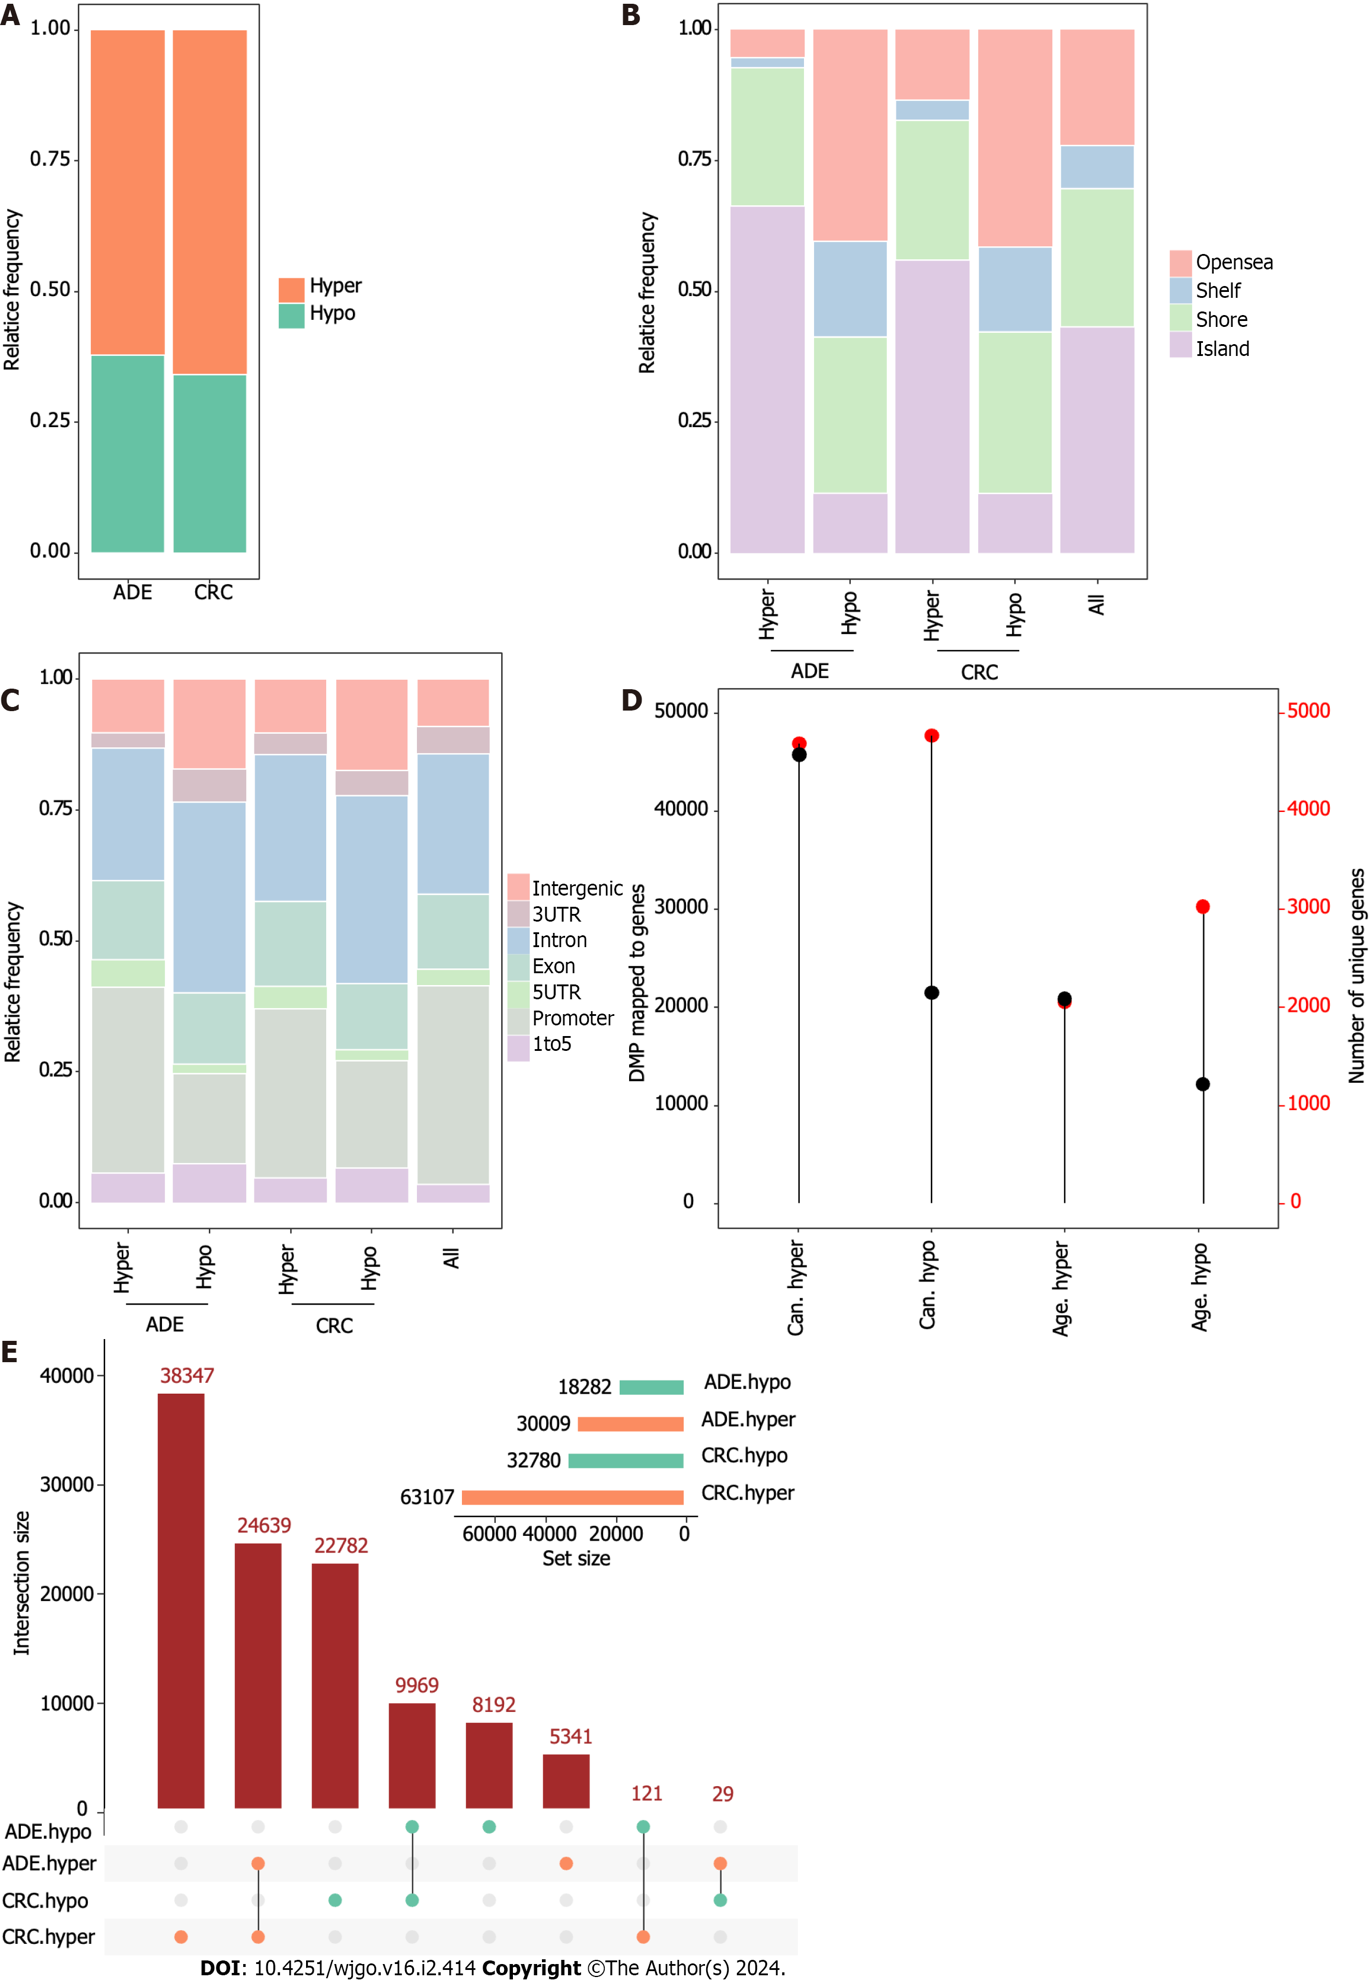 A
1.00
0.75
0.50
0.25
0.00
Relatice frequency
ADE CRC
Hyper
Hypo
B
1.00
0.75
0.50
0.25
0.00
Relatice frequency
Hyper Hypo Hyper Hypo All
ADE CRC
Opensea
Shelf
Shore
Island
C
1.00
0.75
0.50
0.25
0.00
Relatice frequency
Hyper Hypo Hyper Hypo All
ADE CRC
Intergenic
3UTR
Intron
Exon
5UTR
Promoter
1to5
D
50000
40000
30000
20000
10000
0
DMP mapped to genes
5000
4000
3000
2000
1000
0
Number of unique genes
Can. hyper Can. hypo Age. hyper Age. hypo
E
40000
30000
20000
10000
0
Intersection size
38347
24639
22782
9969
8192
5341
121
29
18282 ADE.hypo
30009 ADE.hyper
32780 CRC.hypo
63107 CRC.hyper
60000 40000 20000 0
Set size
ADE.hypo
ADE.hyper
CRC.hypo
CRC.hyper
DOI: 10.4251/wjgo.v16.i2.414 Copyright ©The Author(s) 2024.